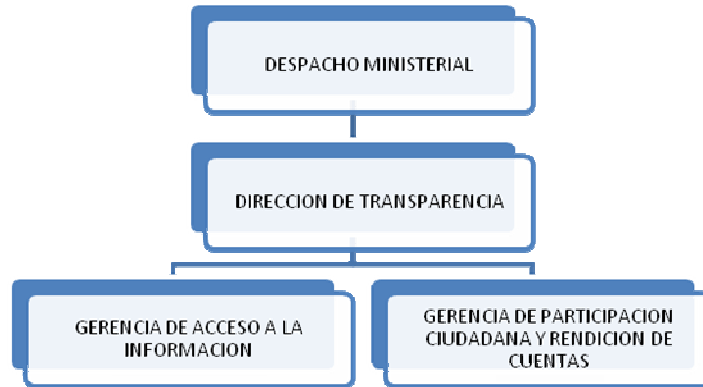 DESPACHO MINISTERIAL
DIRECCION DE TRANSPARENCIA
GERENCIA DE ACCESO A LA
INFORMACION
GERENCIA DE PARTICIPACION
CIUDADANA Y RENDICION DE
CUENTAS